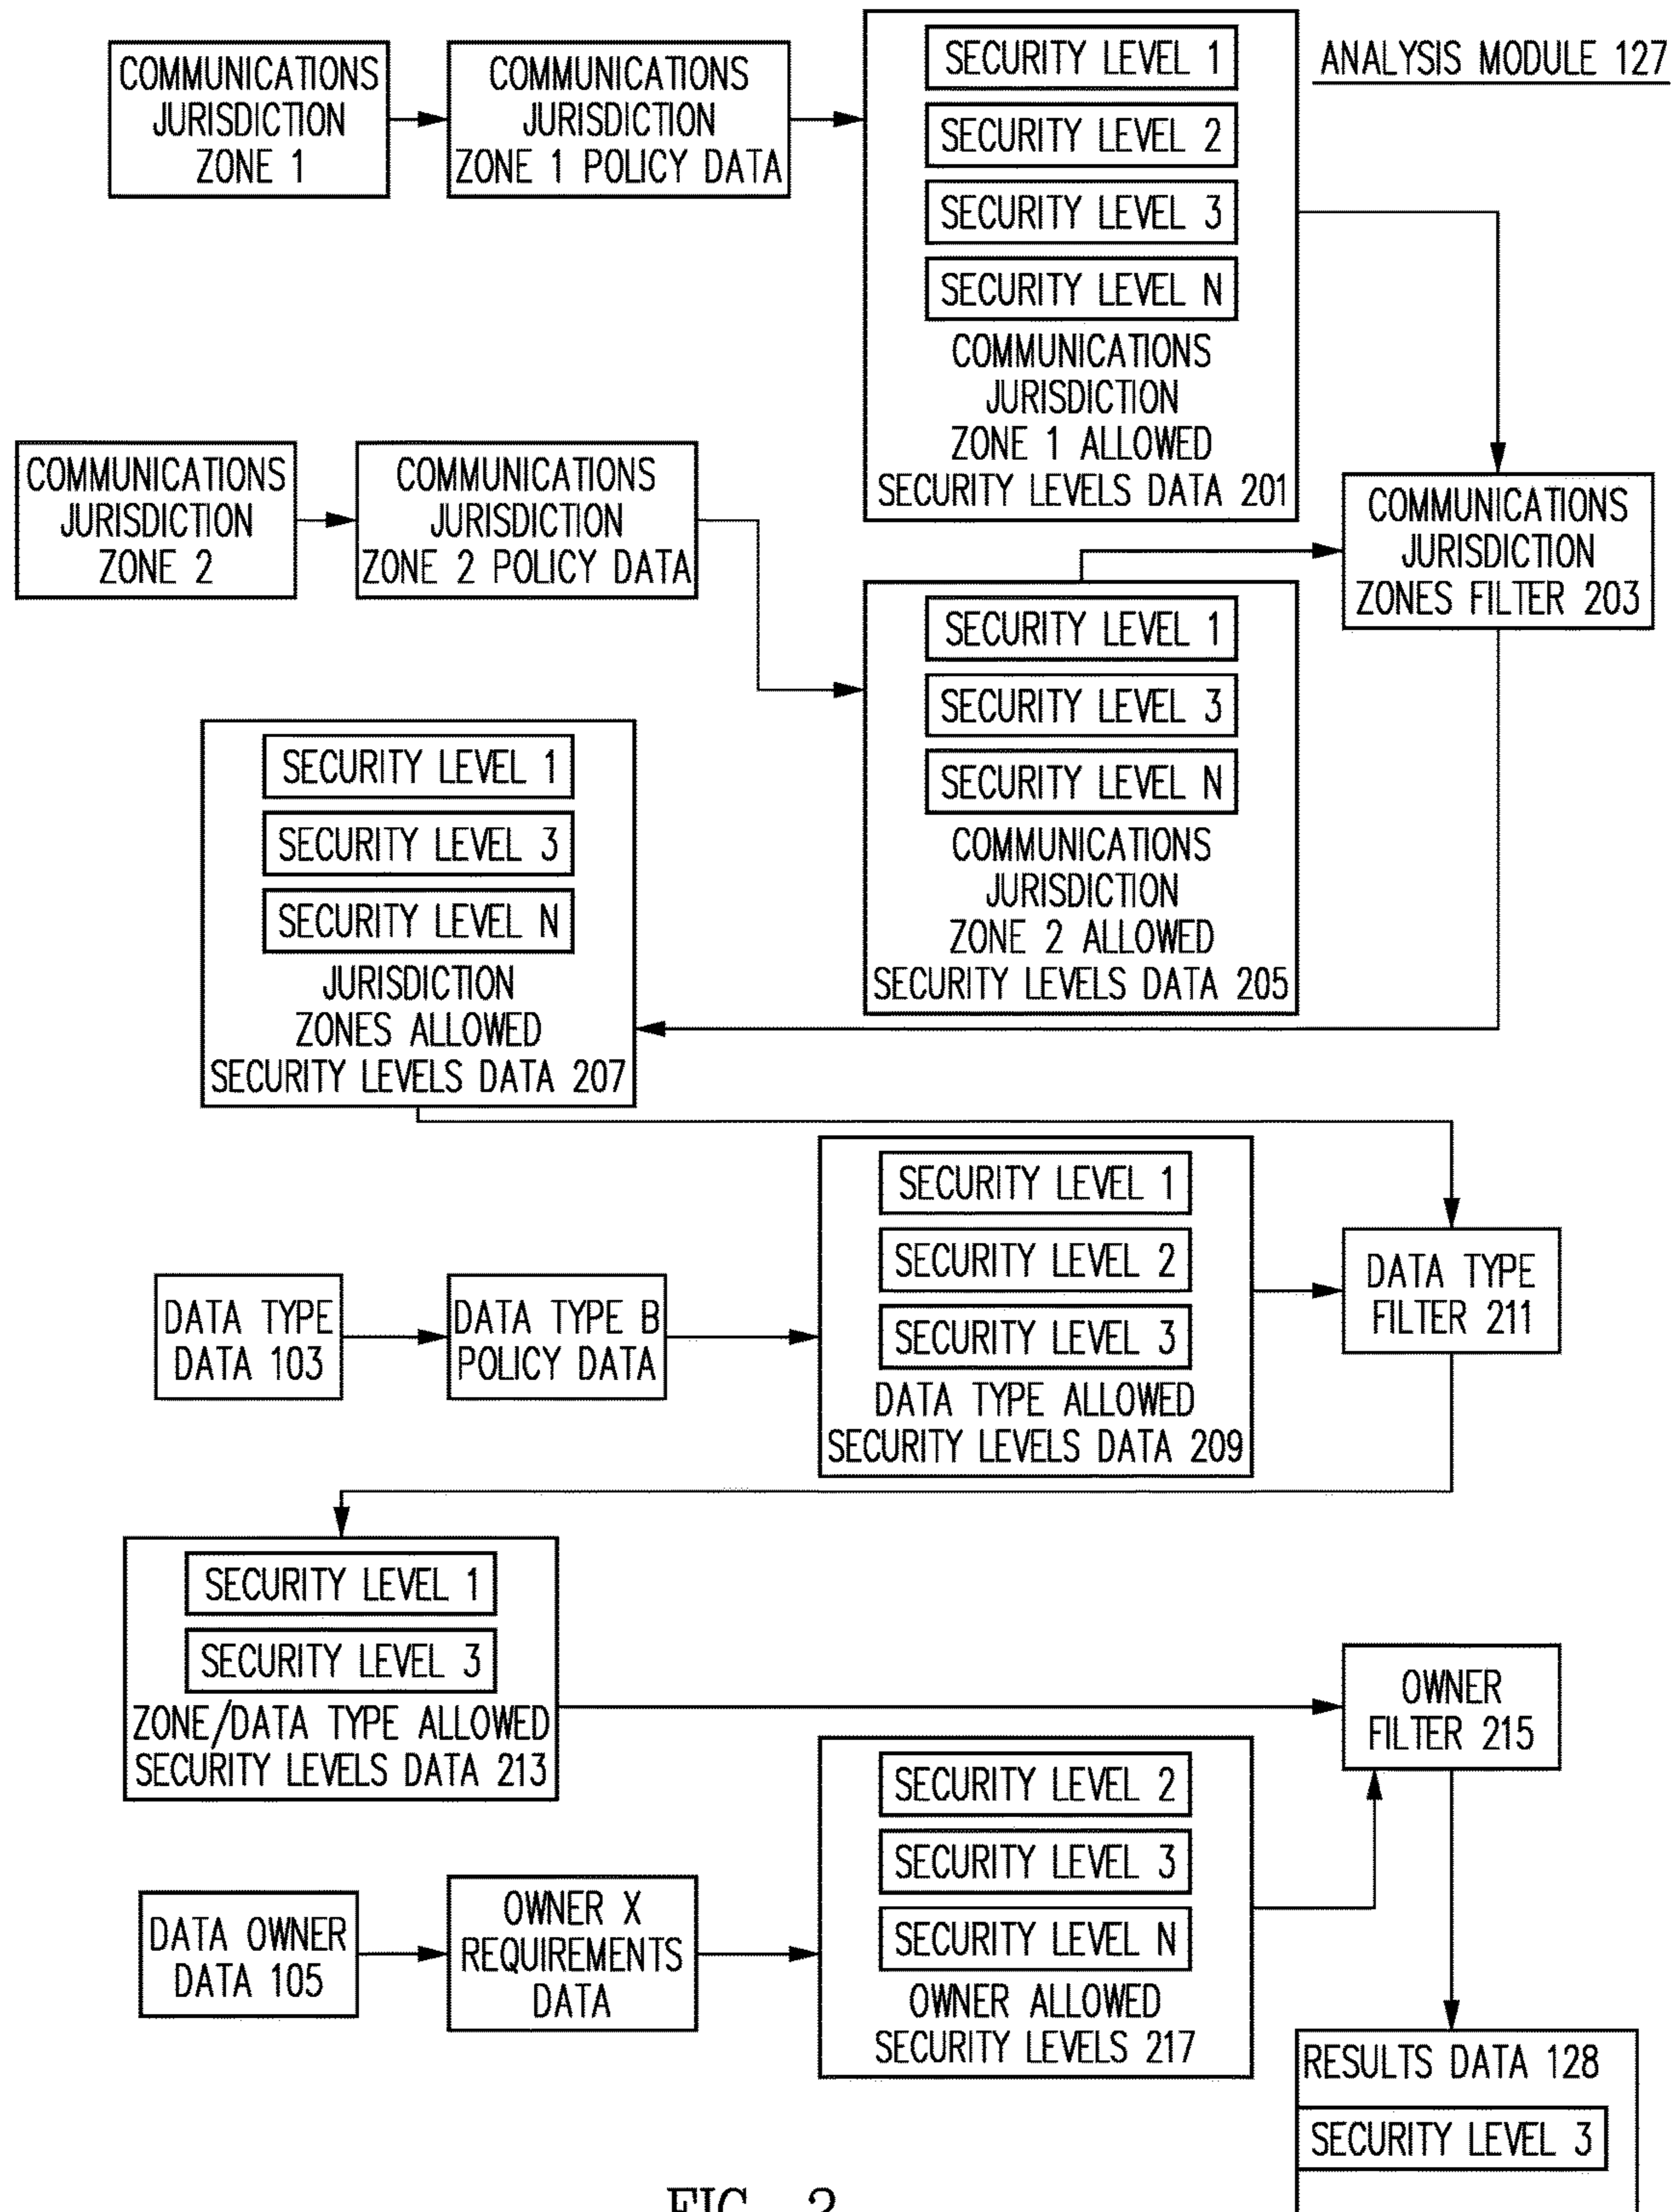 ANALYSIS MODULE 127
COMMUNICATIONS
JURISDICTION
ZONE 1
COMMUNICATIONS
JURISDICTION
ZONE 1 POLICY DATA
SECURITY LEVEL 1
SECURITY LEVEL 2
SECURITY LEVEL 3
SECURITY LEVEL N
COMMUNICATIONS
JURISDICTION
ZONE 1 ALLOWED
SECURITY LEVELS DATA 201
COMMUNICATIONS
JURISDICTION
ZONE 2
COMMUNICATIONS
JURISDICTION
ZONE 2 POLICY DATA
COMMUNICATIONS
JURISDICTION
ZONES FILTER 203
SECURITY LEVEL 1
SECURITY LEVEL 3
SECURITY LEVEL N
COMMUNICATIONS
JURISDICTION
ZONE 2 ALLOWED
SECURITY LEVELS DATA 205
SECURITY LEVEL 1
SECURITY LEVEL 3
SECURITY LEVEL N
JURISDICTION
ZONES ALLOWED
SECURITY LEVELS DATA 207
DATA TYPE
DATA 103
DATA TYPE B
POLICY DATA
SECURITY LEVEL 1
SECURITY LEVEL 2
SECURITY LEVEL 3
DATA TYPE ALLOWED
SECURITY LEVELS DATA 209
DATA TYPE
FILTER 211
SECURITY LEVEL 1
SECURITY LEVEL 3
ZONE/DATA TYPE ALLOWED
SECURITY LEVELS DATA 213
OWNER
FILTER 215
DATA OWNER
DATA 105
OWNER X
REQUIREMENTS
DATA
SECURITY LEVEL 2
SECURITY LEVEL 3
SECURITY LEVEL N
OWNER ALLOWED
SECURITY LEVELS 217
RESULTS DATA 128
SECURITY LEVEL 3
FIG. 2